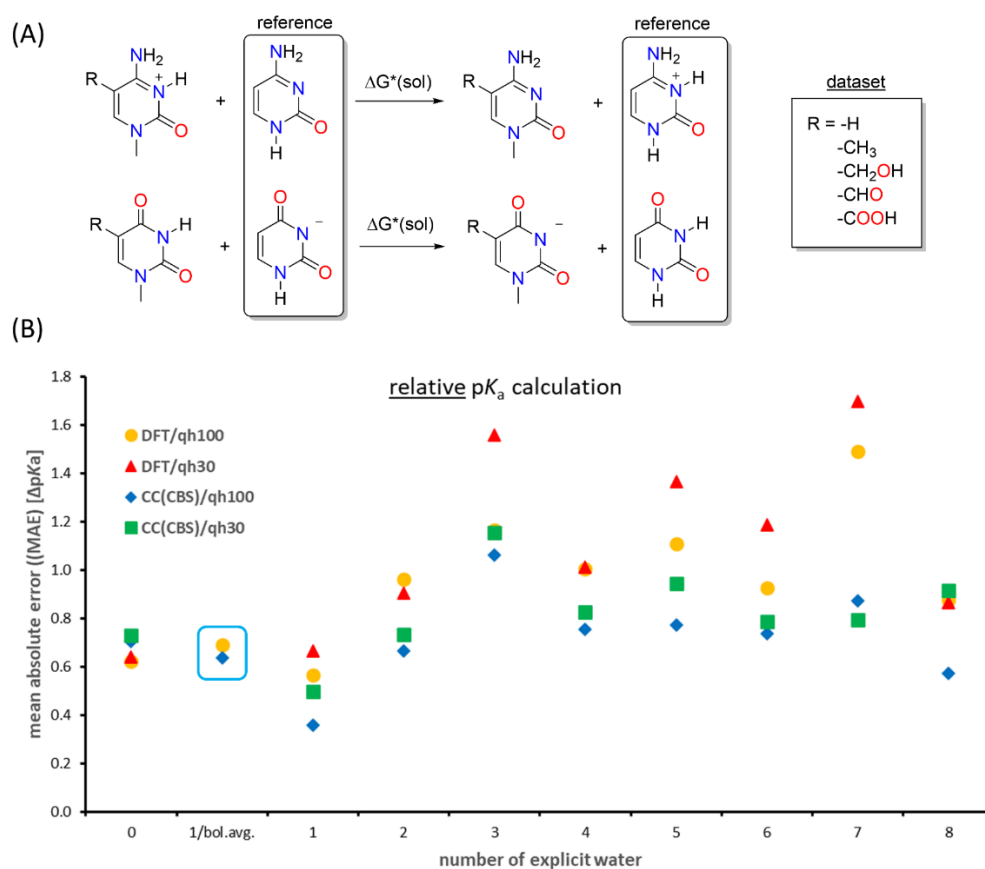 (A)
reference
reference
NH₂
R
N
+
H
N
O
+
NH₂
N
N
H
O
ΔG*(sol)
NH₂
R
N
N
O
+
NH₂
+
N
H
N
H
O
dataset
R = -H
-CH₃
-CH₂OH
-CHO
-COOH
O
R
N
H
N
O
+
O
N
−
N
H
O
ΔG*(sol)
O
R
N
−
N
O
+
O
N
H
N
H
O
(B)
relative pKa calculation
DFT/qh100
DFT/qh30
CC(CBS)/qh100
CC(CBS)/qh30
mean absolute error ((MAE) [ΔpKa]
1.8
1.6
1.4
1.2
1.0
0.8
0.6
0.4
0.2
0.0
0 1/bol.avg. 1 2 3 4 5 6 7 8
number of explicit water